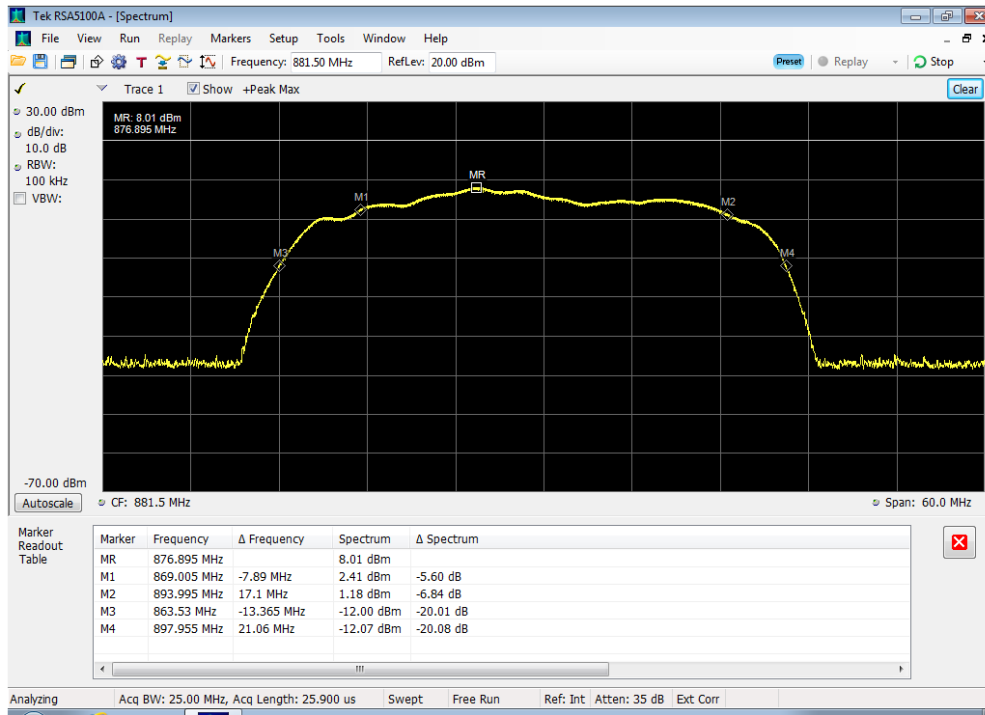 Tek RSA5100A - [Spectrum]
File View Run Replay Markers Setup Tools Window Help
T Frequency: 881.50 MHz RefLev: 20.00 dBm Preset Replay Stop
Trace 1 Show +Peak Max Clear
30.00 dBm
dB/div:
10.0 dB
RBW:
100 kHz
VBW:
MR: 8.01 dBm
876.895 MHz
MR
M1
M2
M3
M4
-70.00 dBm
Autoscale CF: 881.5 MHz Span: 60.0 MHz
Marker
Readout
Table
Marker Frequency Δ Frequency Spectrum Δ Spectrum
MR 876.895 MHz 8.01 dBm
M1 869.005 MHz -7.89 MHz 2.41 dBm -5.60 dB
M2 893.995 MHz 17.1 MHz 1.18 dBm -6.84 dB
M3 863.53 MHz -13.365 MHz -12.00 dBm -20.01 dB
M4 897.955 MHz 21.06 MHz -12.07 dBm -20.08 dB
Analyzing Acq BW: 25.00 MHz, Acq Length: 25.900 us Swept Free Run Ref: Int Atten: 35 dB Ext Corr